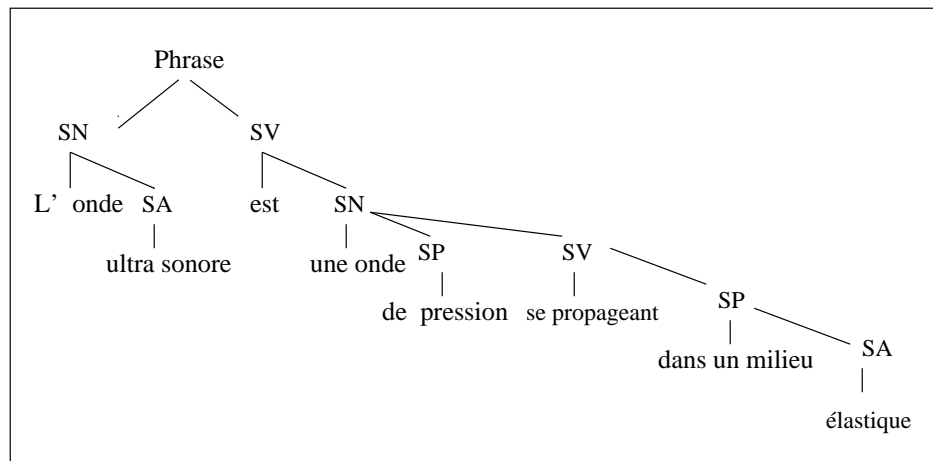 Phrase
SN SV
L' onde SA est SN
ultra sonore une onde SP SV
de pression se propageant SP
dans un milieu SA
élastique